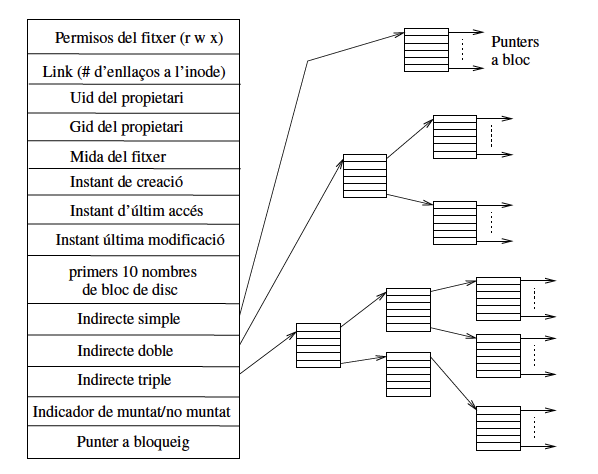 Permisos del fitxer (r w x)
Link (# d'enllaços a l'inode)
Uid del propietari
Gid del propietari
Mida del fitxer
Instant de creació
Instant d'últim accés
Instant última modificació
primers 10 nombres
de bloc de disc
Indirecte simple
Indirecte doble
Indirecte triple
Indicador de muntat/no muntat
Punter a bloqueig
Punters
a bloc